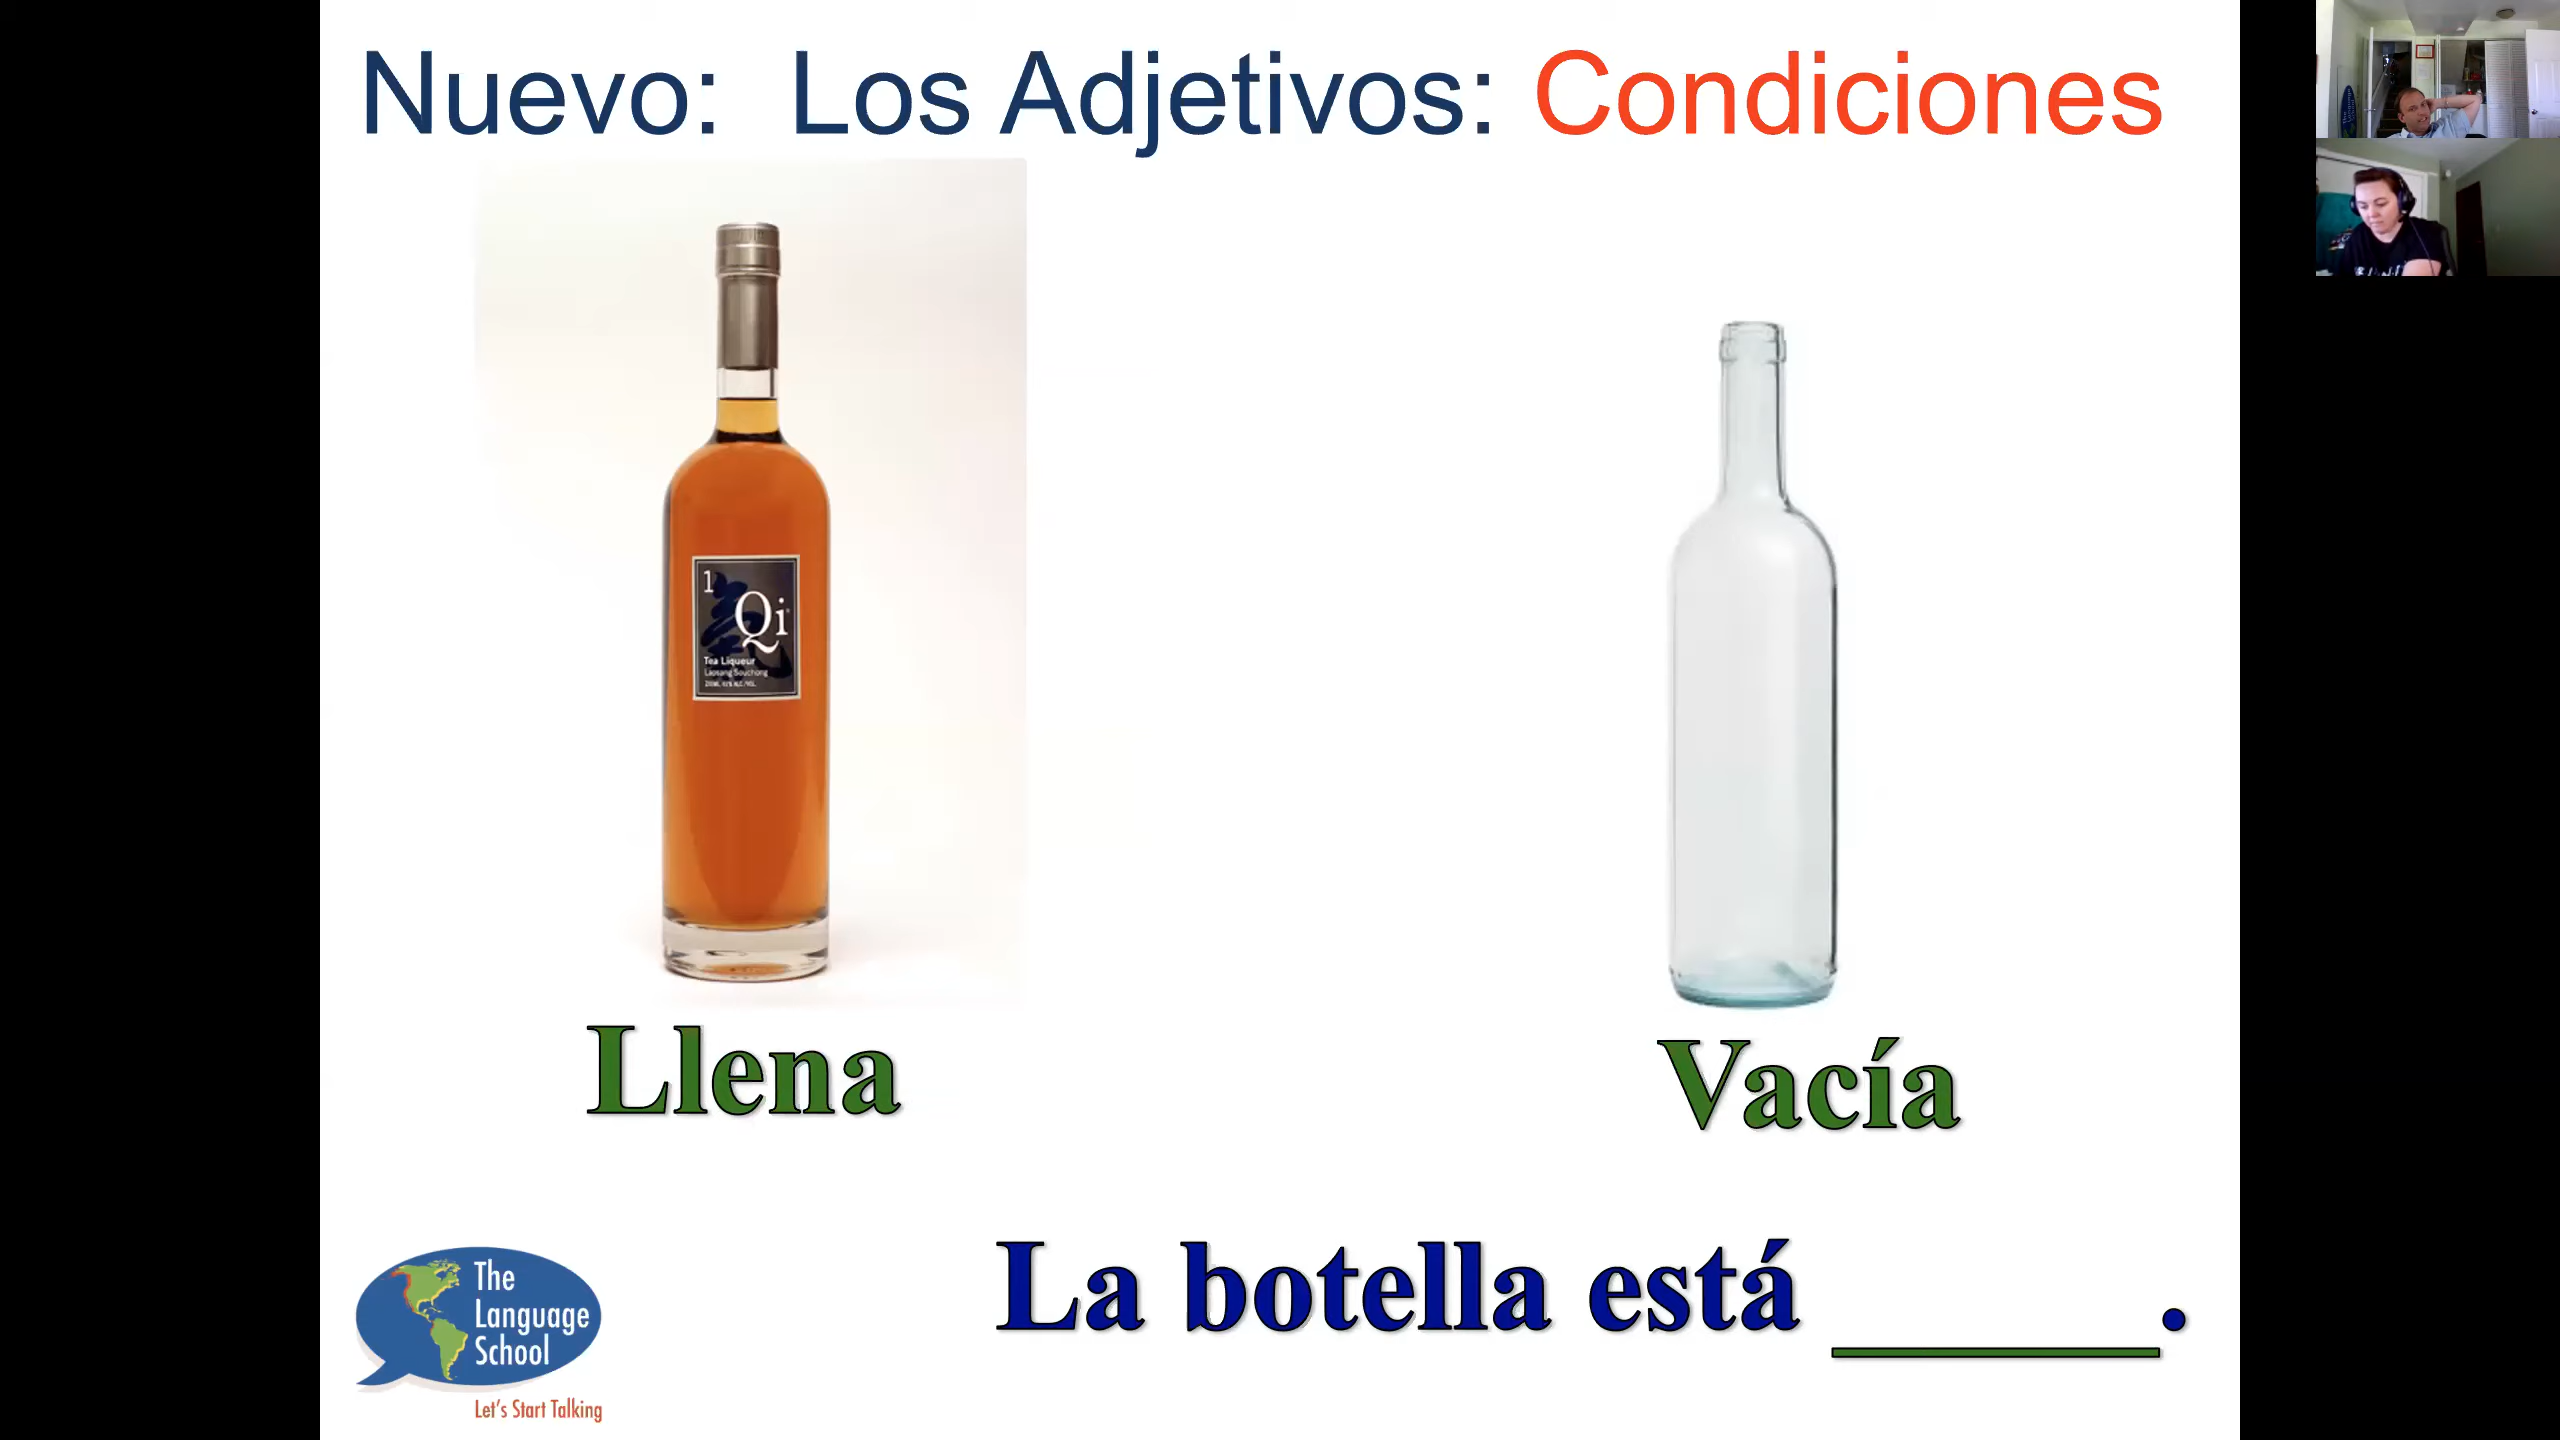 Nuevo: Los Adjetivos: Condiciones
1
Qi
Tea Liqueur
Llena
Vacía
La botella está ______.
The
Language
School
Let's Start Talking